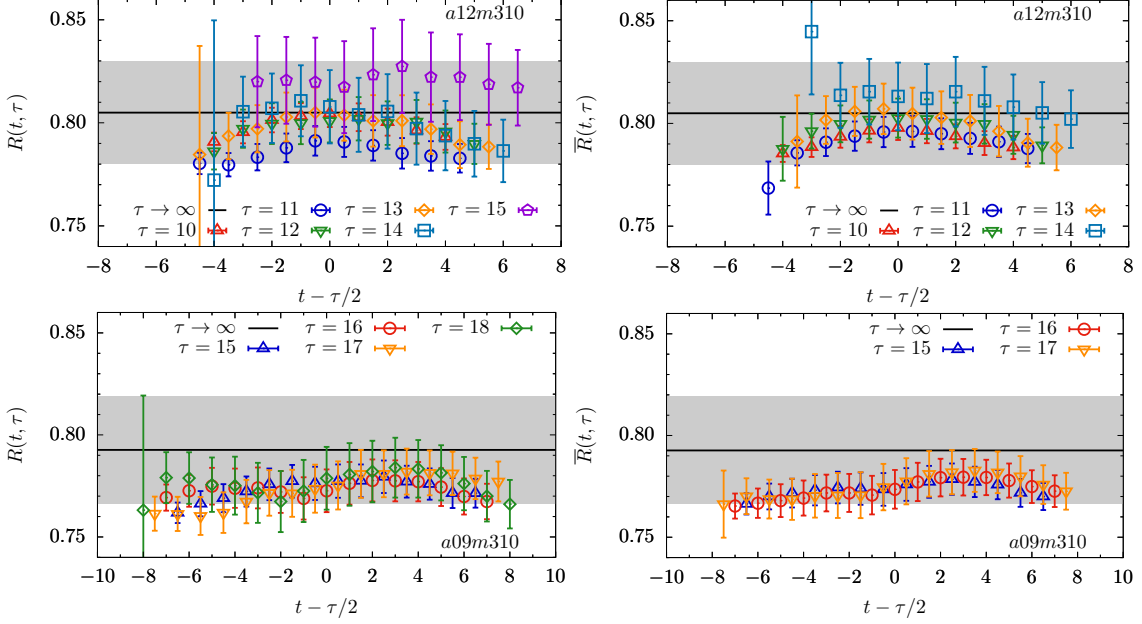 a12m310
R(t, τ)
0.85
0.80
0.75
τ → ∞ τ = 11 τ = 13 τ = 15
τ = 10 τ = 12 τ = 14
−8 −6 −4 −2 0 2 4 6 8
t − τ/2
a12m310
R̅(t, τ)
0.85
0.80
0.75
τ → ∞ τ = 11 τ = 13
τ = 10 τ = 12 τ = 14
−8 −6 −4 −2 0 2 4 6 8
t − τ/2
R(t, τ)
0.85
0.80
0.75
τ → ∞ τ = 16 τ = 18
τ = 15 τ = 17
a09m310
−10 −8 −6 −4 −2 0 2 4 6 8 10
t − τ/2
R̅(t, τ)
0.85
0.80
0.75
τ → ∞ τ = 16
τ = 15 τ = 17
a09m310
−10 −8 −6 −4 −2 0 2 4 6 8 10
t − τ/2